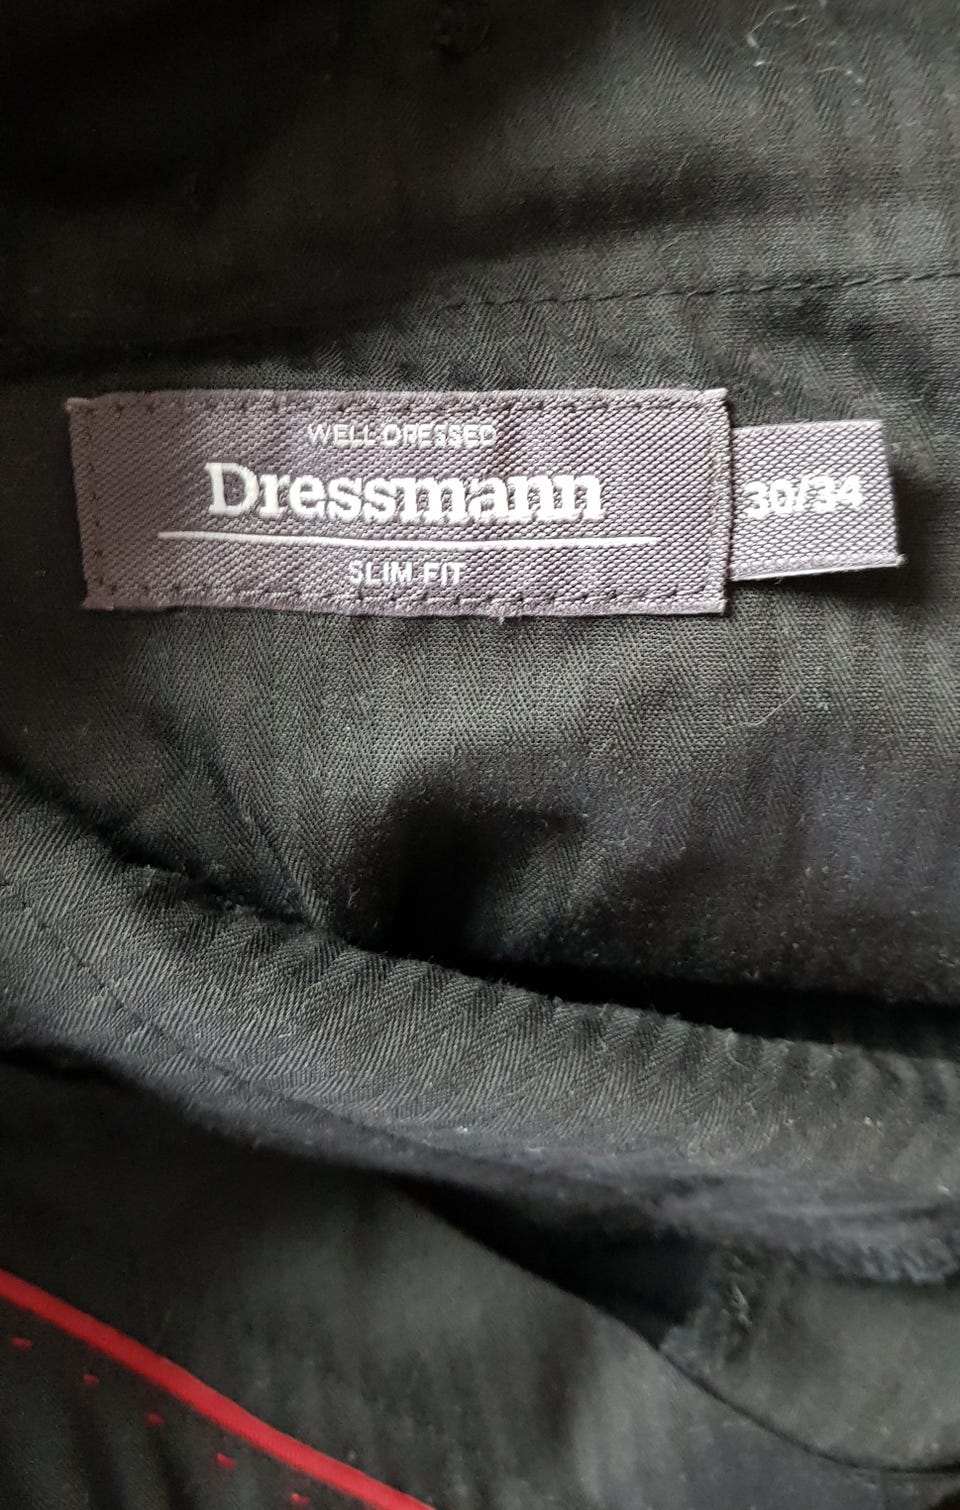 WELL DRESSED
Dressmann
SLIM FIT
30/34